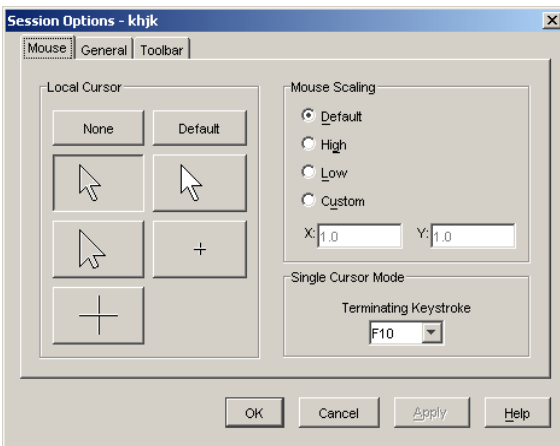 Session Options - khjk
Mouse General Toolbar
Local Cursor
None Default
Mouse Scaling
Default
High
Low
Custom
X: 1.0 Y: 1.0
Single Cursor Mode
Terminating Keystroke
F10
OK Cancel Apply Help